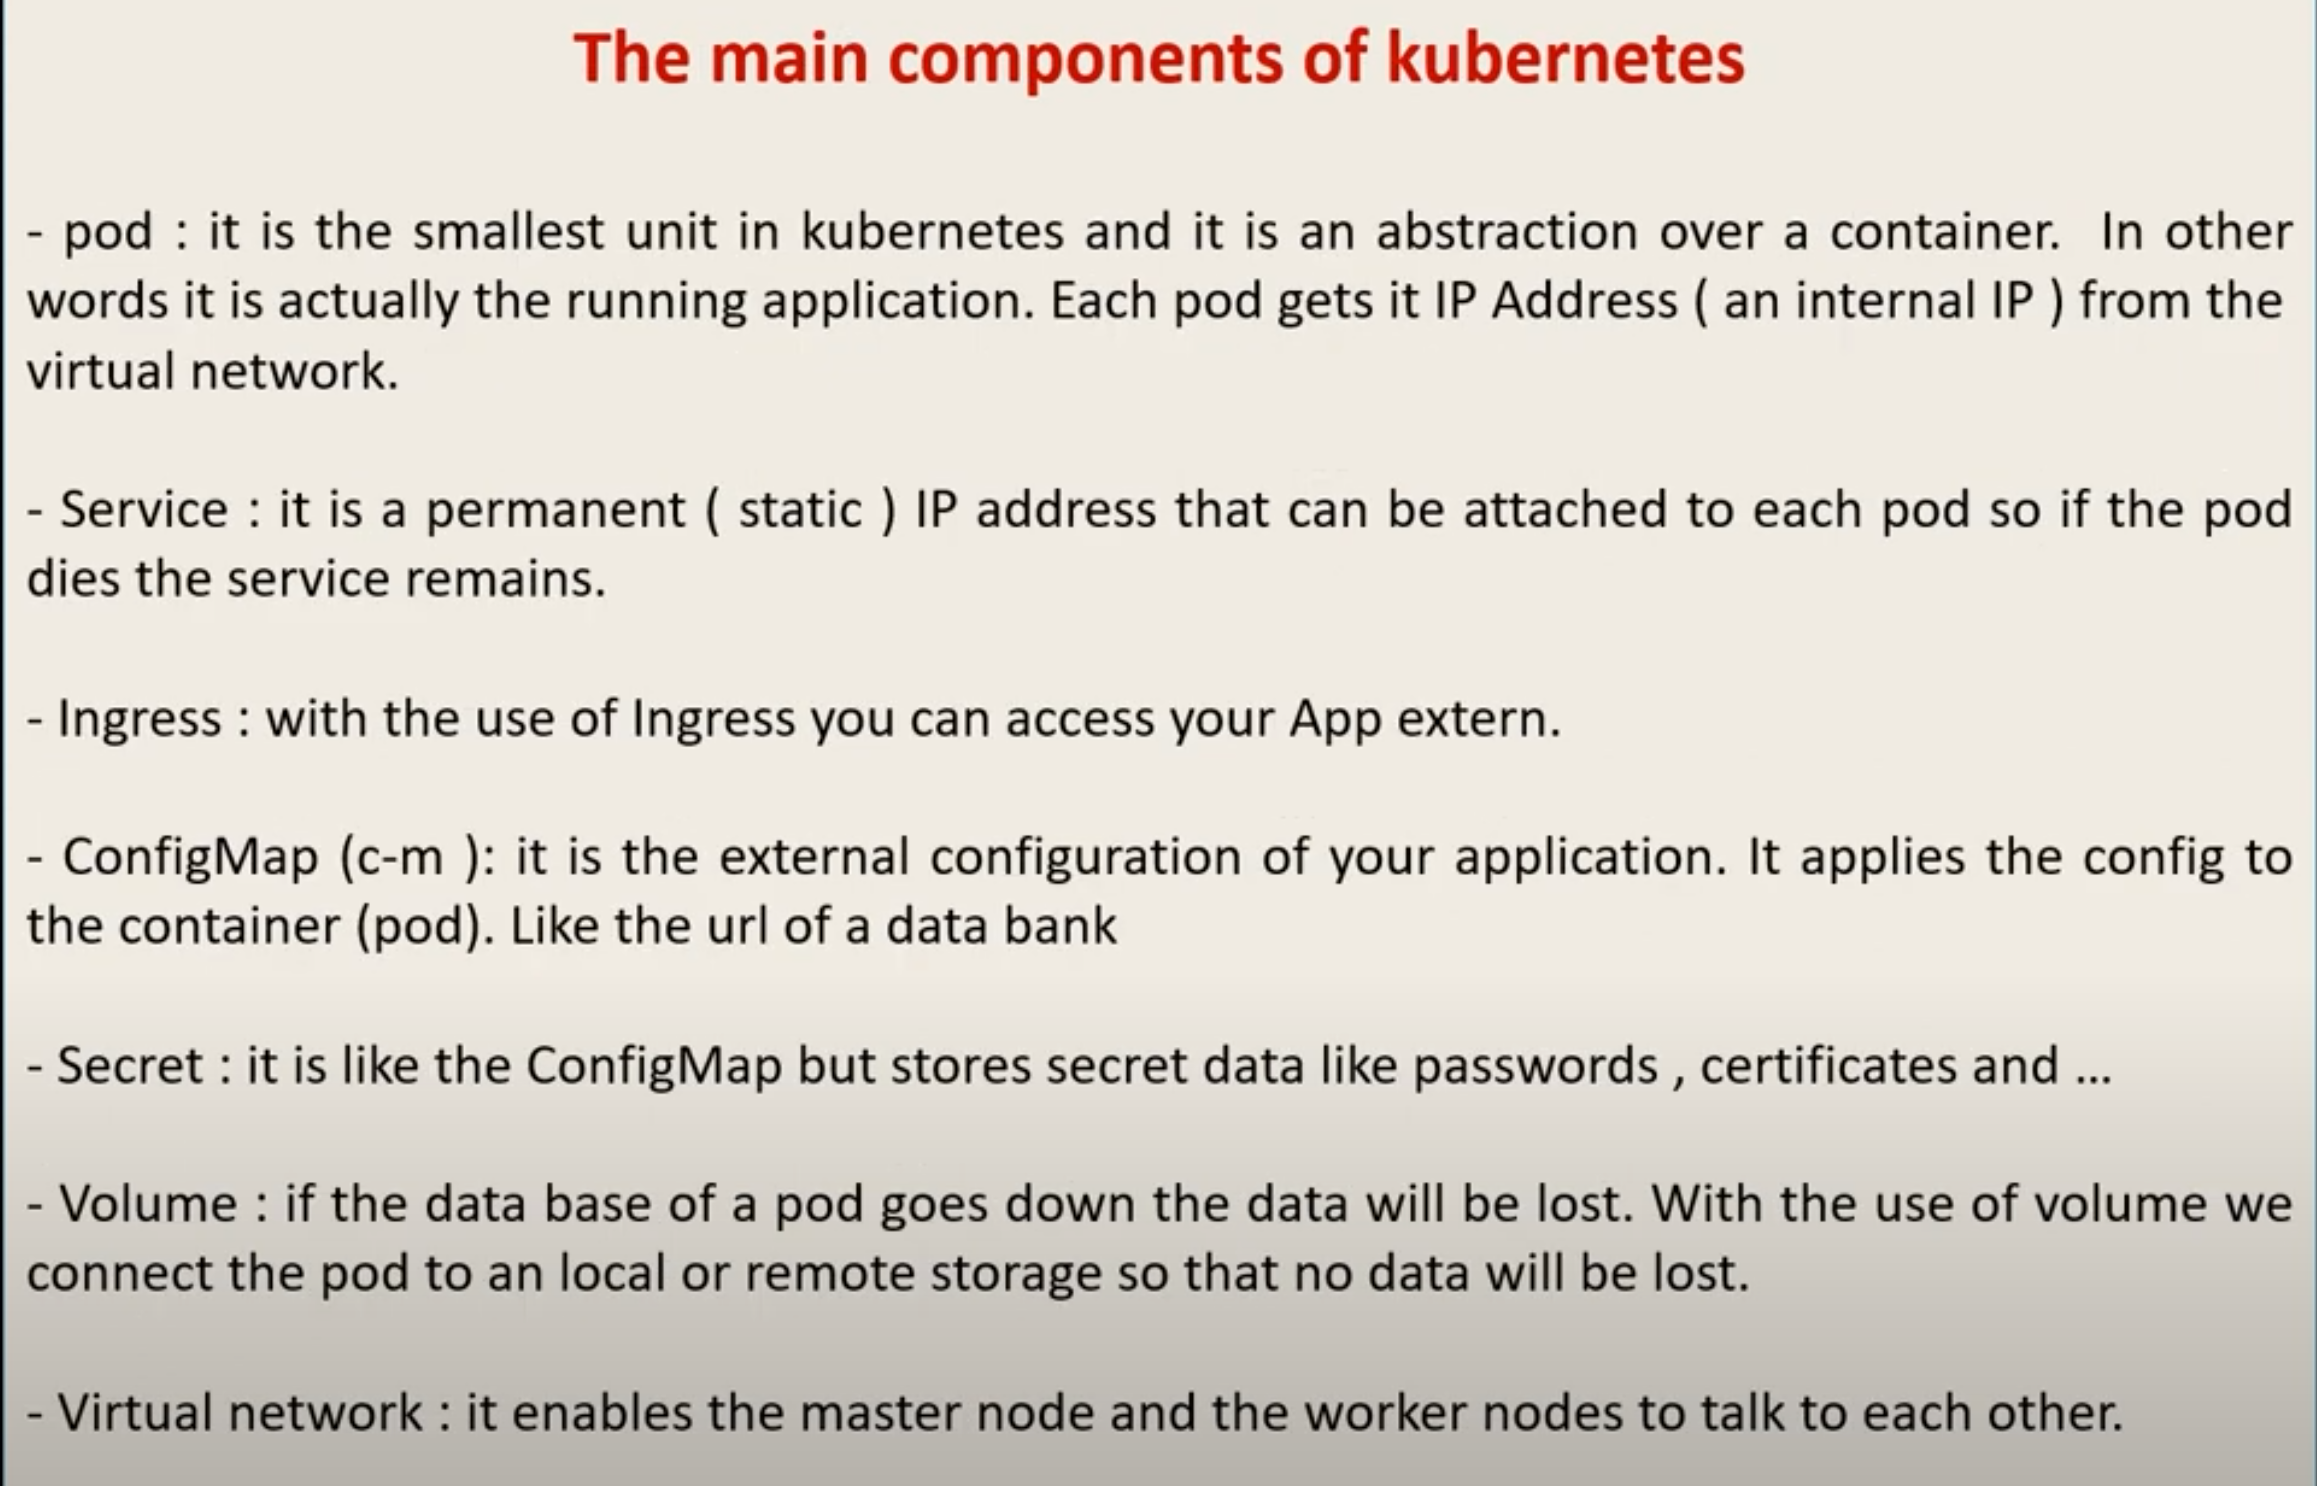 The main components of kubernetes
- pod : it is the smallest unit in kubernetes and it is an abstraction over a container. In other
words it is actually the running application. Each pod gets it IP Address ( an internal IP ) from the
virtual network.
- Service : it is a permanent ( static ) IP address that can be attached to each pod so if the pod
dies the service remains.
- Ingress : with the use of Ingress you can access your App extern.
- ConfigMap (c-m ): it is the external configuration of your application. It applies the config to
the container (pod). Like the url of a data bank
- Secret : it is like the ConfigMap but stores secret data like passwords , certificates and ...
- Volume : if the data base of a pod goes down the data will be lost. With the use of volume we
connect the pod to an local or remote storage so that no data will be lost.
- Virtual network : it enables the master node and the worker nodes to talk to each other.